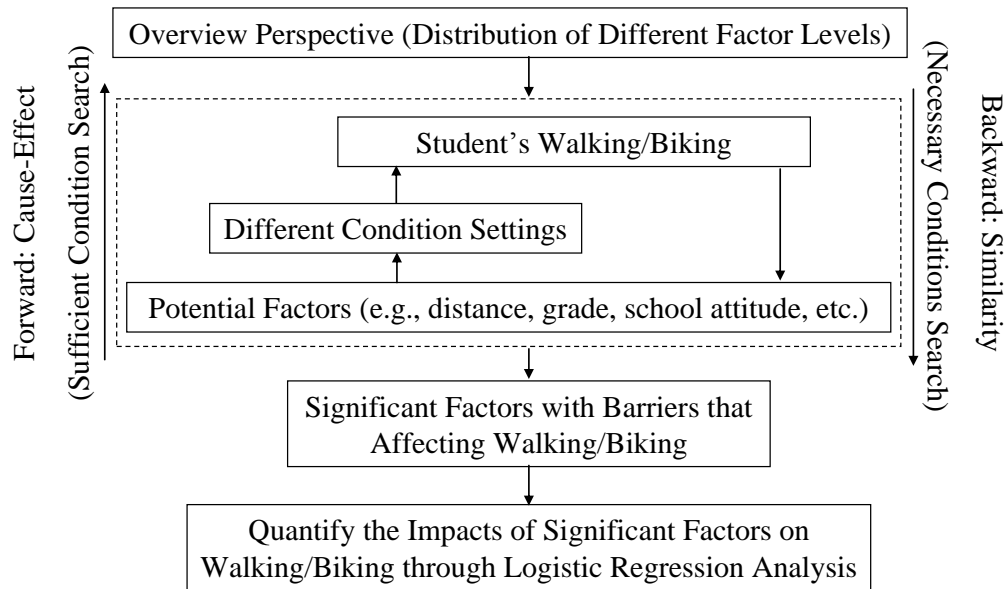 Overview Perspective (Distribution of Different Factor Levels)
Forward: Cause-Effect
(Sufficient Condition Search)
Student’s Walking/Biking
Different Condition Settings
Potential Factors (e.g., distance, grade, school attitude, etc.)
(Necessary Conditions Search)
Backward: Similarity
Significant Factors with Barriers that
Affecting Walking/Biking
Quantify the Impacts of Significant Factors on
Walking/Biking through Logistic Regression Analysis